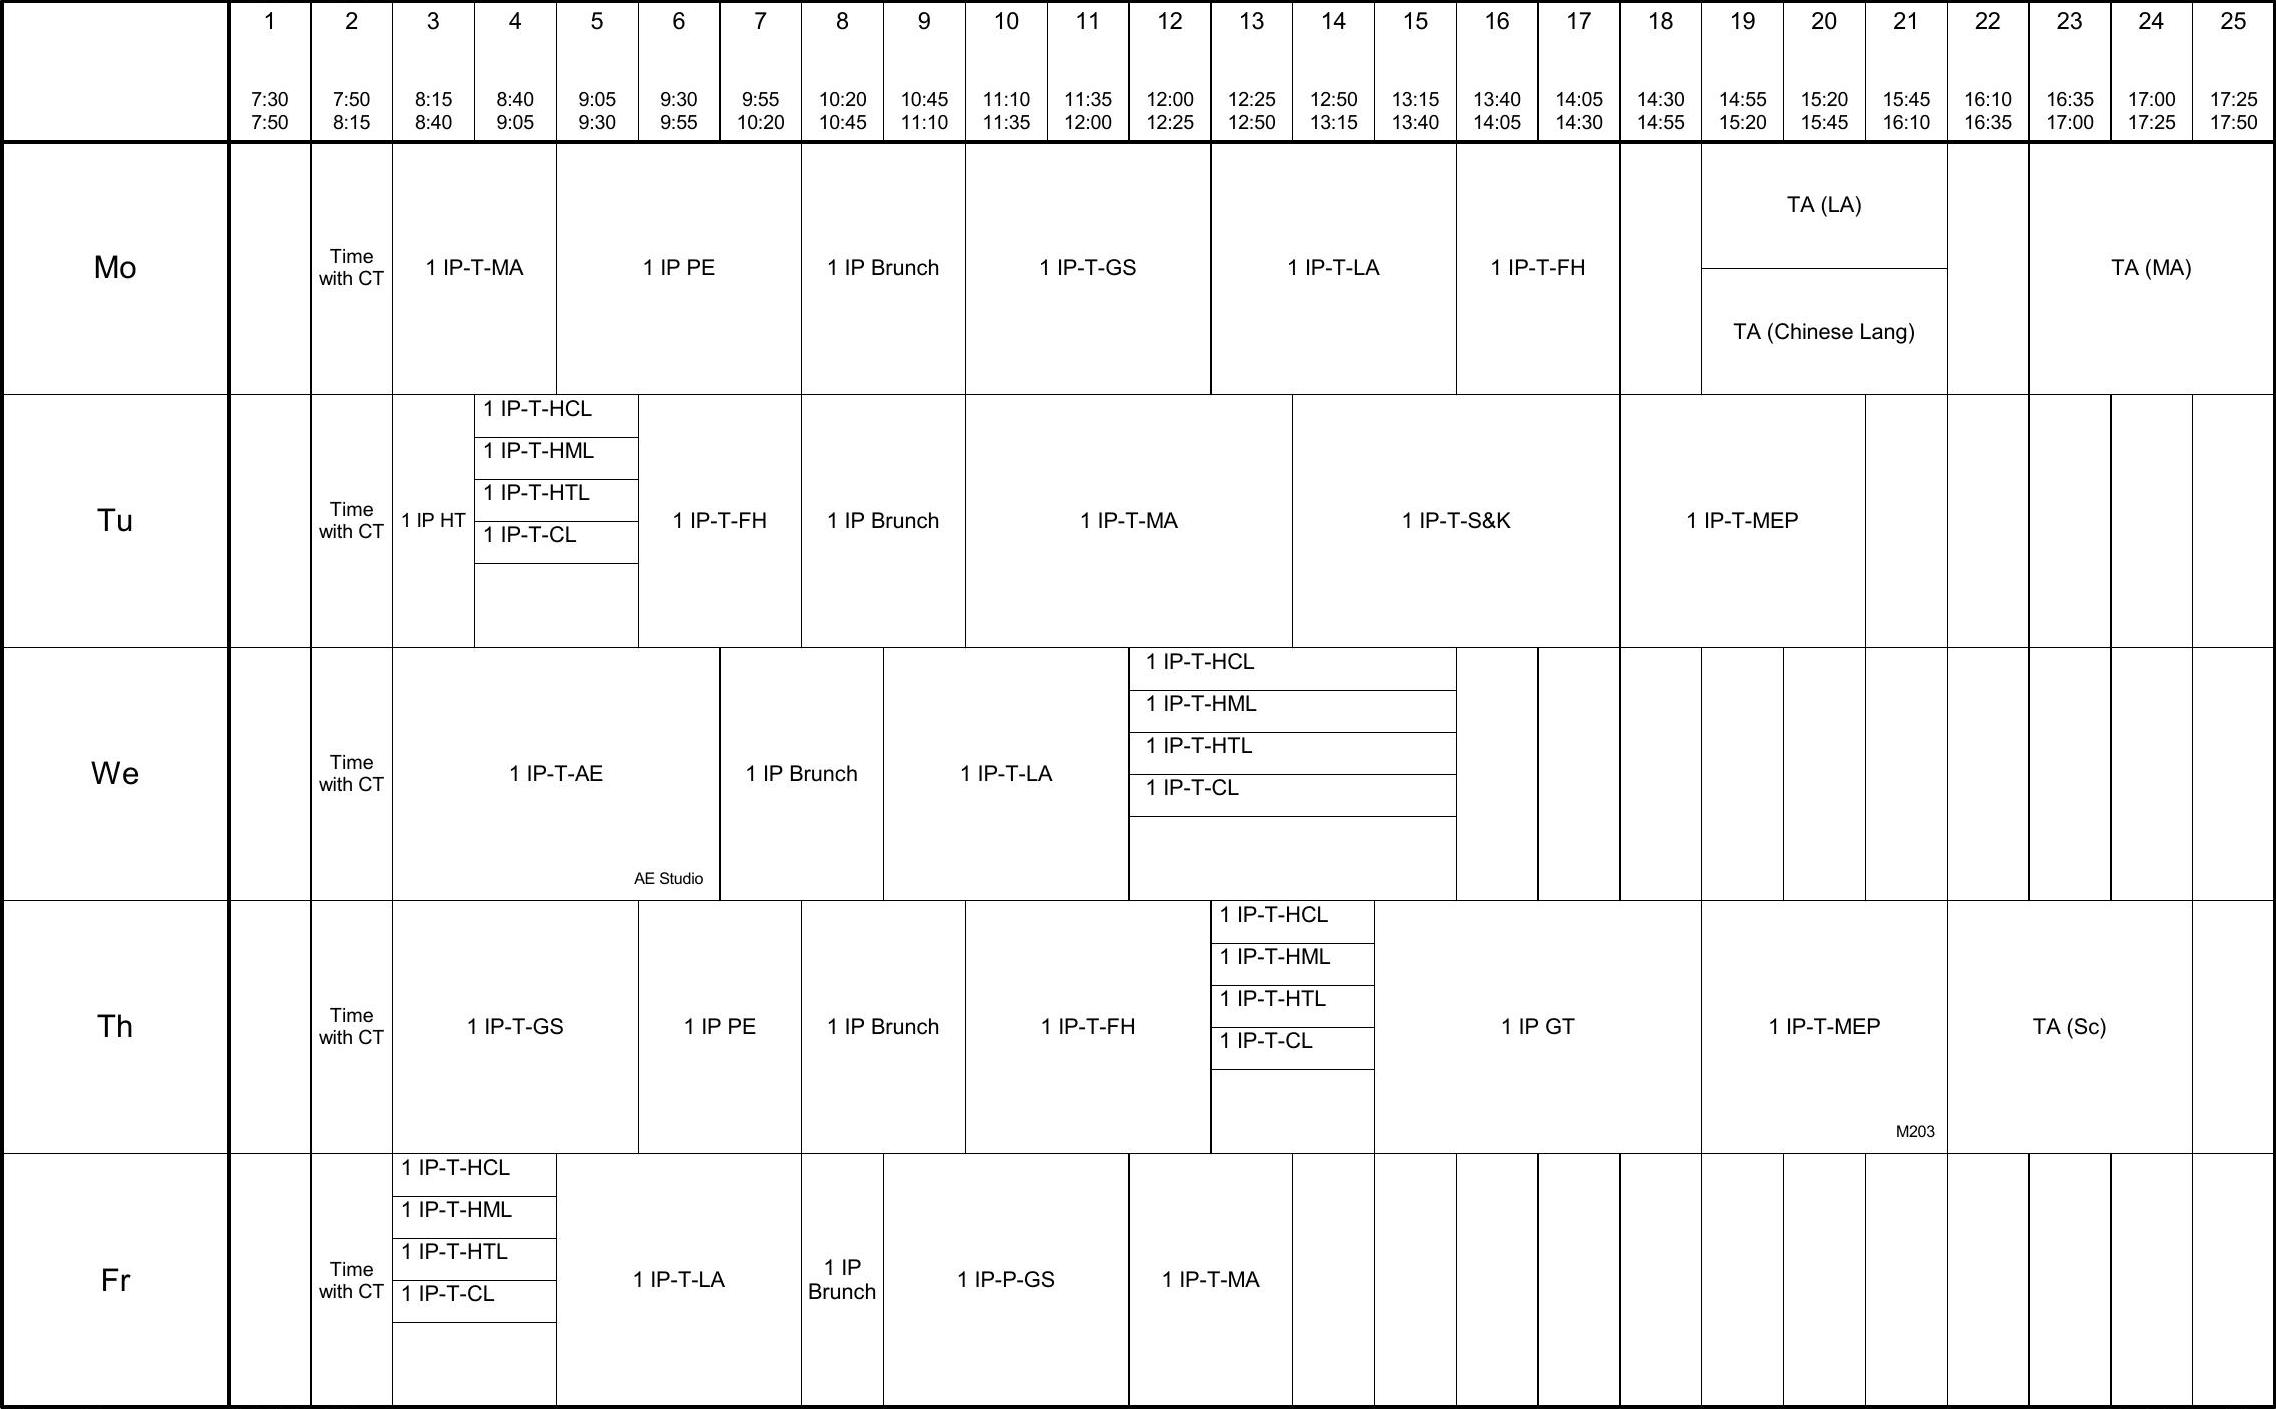 1 2 3 4 5 6 7 8 9 10 11 12 13 14 15 16 17 18 19 20 21 22 23 24 25
7:30 7:50 8:15 8:40 9:05 9:30 9:55 10:20 10:45 11:10 11:35 12:00 12:25 12:50 13:15 13:40 14:05 14:30 14:55 15:20 15:45 16:10 16:35 17:00 17:25
7:50 8:15 8:40 9:05 9:30 9:55 10:20 10:45 11:10 11:35 12:00 12:25 12:50 13:15 13:40 14:05 14:30 14:55 15:20 15:45 16:10 16:35 17:00 17:25 17:50
Mo
Time
with CT
1 IP-T-MA
1 IP PE
1 IP Brunch
1 IP-T-GS
1 IP-T-LA
1 IP-T-FH
TA (LA)
TA (Chinese Lang)
TA (MA)
Tu
Time
with CT
1 IP HT
1 IP-T-HCL
1 IP-T-HML
1 IP-T-HTL
1 IP-T-CL
1 IP-T-FH
1 IP Brunch
1 IP-T-MA
1 IP-T-S&K
1 IP-T-MEP
We
Time
with CT
1 IP-T-AE
AE Studio
1 IP Brunch
1 IP-T-LA
1 IP-T-HCL
1 IP-T-HML
1 IP-T-HTL
1 IP-T-CL
Th
Time
with CT
1 IP-T-GS
1 IP PE
1 IP Brunch
1 IP-T-FH
1 IP-T-HCL
1 IP-T-HML
1 IP-T-HTL
1 IP-T-CL
1 IP GT
1 IP-T-MEP
M203
TA (Sc)
Fr
Time
with CT
1 IP-T-HCL
1 IP-T-HML
1 IP-T-HTL
1 IP-T-CL
1 IP-T-LA
1 IP
Brunch
1 IP-P-GS
1 IP-T-MA